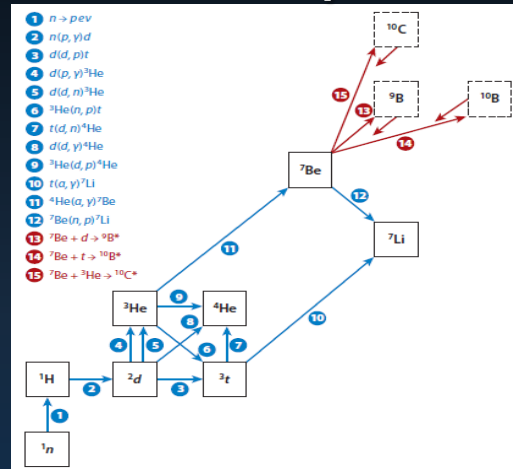 1 n → pev
2 n(p, γ)d
3 d(d, p)t
4 d(p, γ)³He
5 d(d, n)³He
6 ³He(n, p)t
7 t(d, n)⁴He
8 d(d, γ)⁴He
9 ³He(d, p)⁴He
10 t(α, γ)⁷Li
11 ⁴He(α, γ)⁷Be
12 ⁷Be(n, p)⁷Li
13 ⁷Be + d → ⁹B*
14 ⁷Be + t → ¹⁰B*
15 ⁷Be + ³He → ¹⁰C*
¹⁰C
15
13
⁹B
¹⁰B
14
⁷Be
12
⁷Li
11
³He
9
⁴He
8
10
4
5
6
7
¹H
2
²d
3
³t
1
¹n